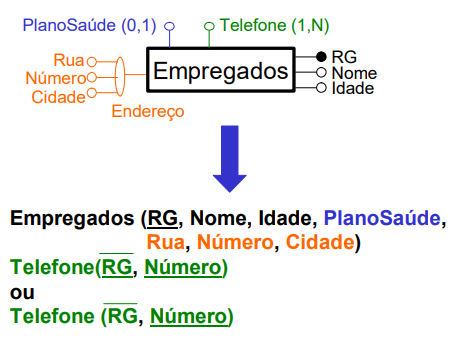 PlanoSaúde (0,1) Telefone (1,N)
Rua
Número
Cidade
Endereço
Empregados
RG
Nome
Idade
Empregados (RG, Nome, Idade, PlanoSaúde,
Rua, Número, Cidade)
Telefone(RG, Número)
ou
Telefone (RG, Número)